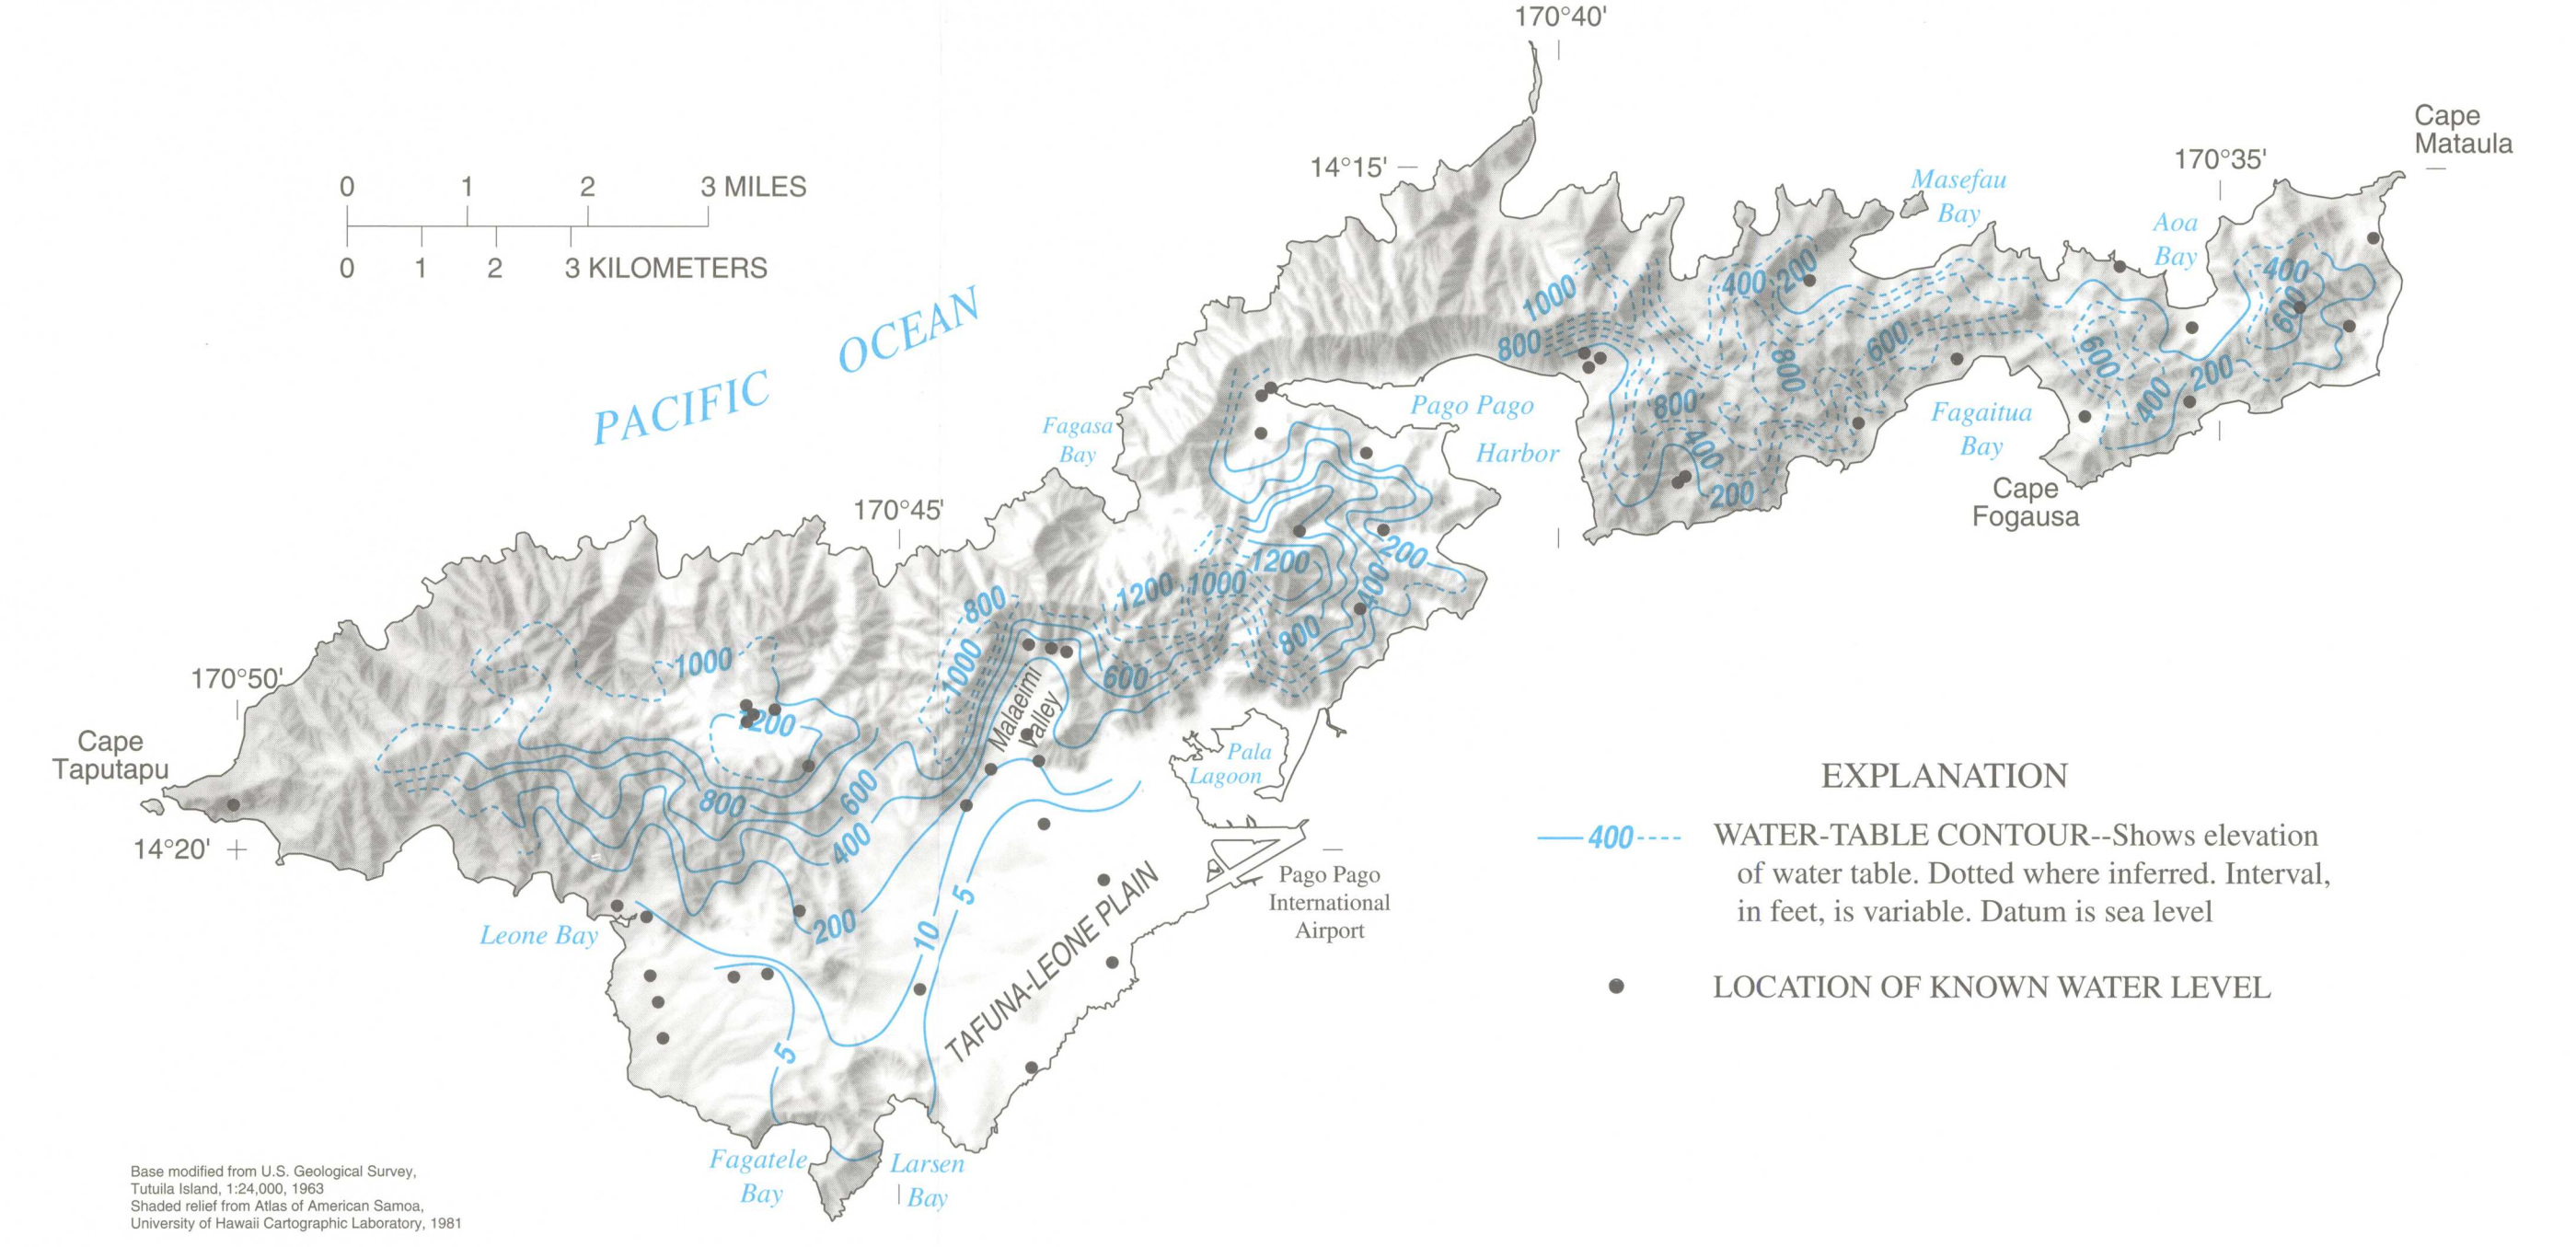 170°40'
Cape
Mataula
14°15'
170°35'
0 1 2 3 MILES
0 1 2 3 KILOMETERS
Masefau
Bay
Aoa
Bay
PACIFIC OCEAN
1000
400
200
400
600
800
600
800
600
200
400
800
400
200
Pago Pago
Harbor
Fagaitua
Bay
Cape
Fogausa
Fagasa
Bay
170°45'
1200
200
400
1200
1000
800
800
1000
600
Malaeimi
Valley
170°50'
1000
1200
Cape
Taputapu
800
600
400
200
14°20'
Pala
Lagoon
Pago Pago
International
Airport
10
5
TAFUNA-LEONE PLAIN
Leone Bay
5
Fagatele
Bay
Larsen
Bay
EXPLANATION
400 WATER-TABLE CONTOUR--Shows elevation
of water table. Dotted where inferred. Interval,
in feet, is variable. Datum is sea level
LOCATION OF KNOWN WATER LEVEL
Base modified from U.S. Geological Survey,
Tutuila Island, 1:24,000, 1963
Shaded relief from Atlas of American Samoa,
University of Hawaii Cartographic Laboratory, 1981